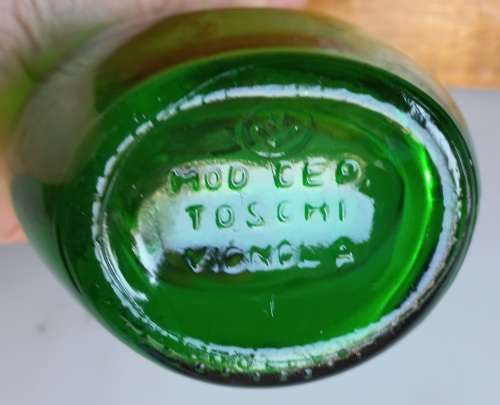 MOD DEP.
TOSCHI
VIGNOLA